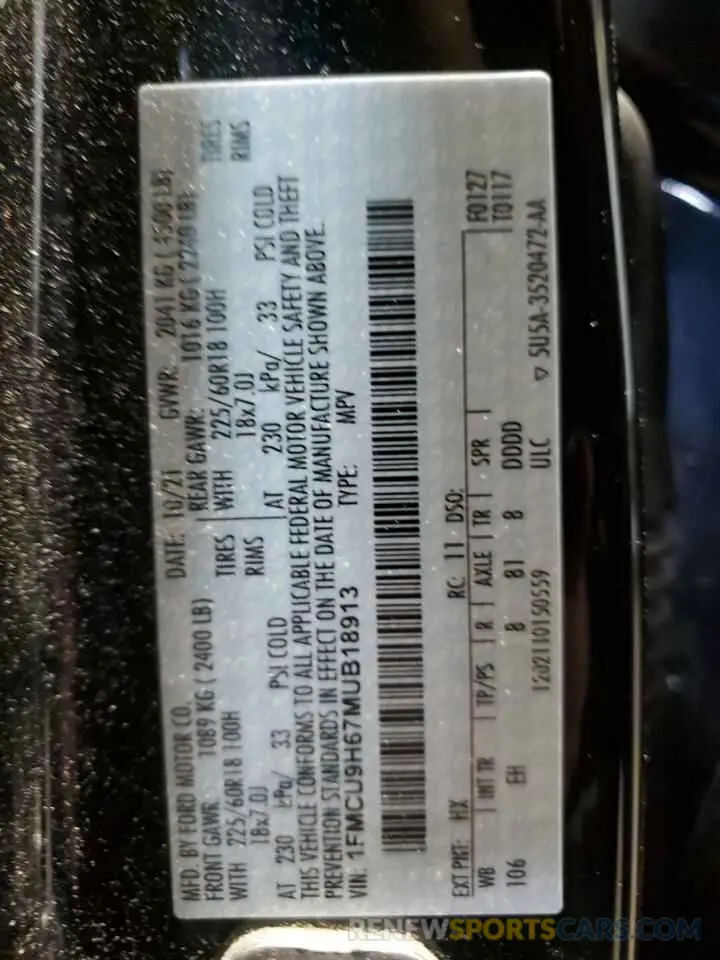 MFD. BY FORD MOTOR CO.
DATE: 10/21 GVWR: 2041 KG ( 4500 LB)
FRONT GAWR 1089 KG ( 2400 LB) REAR GAWR: 1016 KG ( 2240 LB)
WITH 225/60R18 100H TIRES WITH 225/60R18 100H TIRES
18x7.0J RIMS 18x7.0J RIMS
AT 230 kPa/ 33 PSI COLD AT 230 kPa/ 33 PSI COLD
THIS VEHICLE CONFORMS TO ALL APPLICABLE FEDERAL MOTOR VEHICLE SAFETY AND THEFT
PREVENTION STANDARDS IN EFFECT ON THE DATE OF MANUFACTURE SHOWN ABOVE.
VIN: 1FMCU9H67MUB18913 TYPE: MPV
EXT PNT: HX RC: 11 DSO: F0127
WB INT TR TP/PS R AXLE TR SPR T0117
106 EH 8 81 8 DDDD
1202110150559 ULC ▽ 5U5A-3520472-AA
RENEWSPORTSCARS.COM